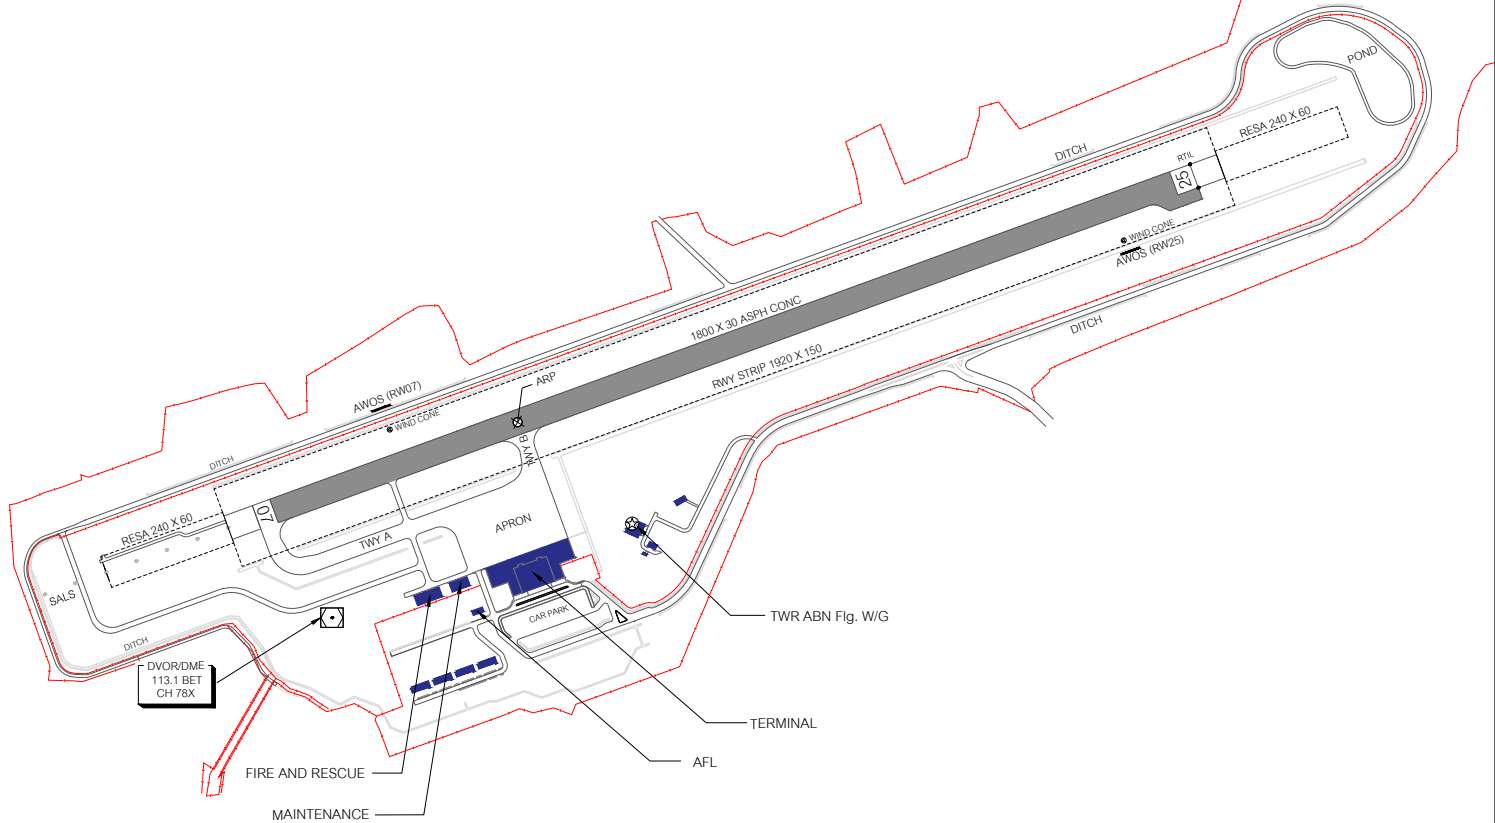 POND
RESA 240 X 60
DITCH
RTIL
25
WIND CONE
AWOS (RW25)
1800 X 30 ASPH CONC
DITCH
RWY STRIP 1920 X 150
ARP
AWOS (RW07)
WIND CONE
TWY B
DITCH
07
RESA 240 X 60
APRON
TWY A
SALS
CAR PARK
TWR ABN Flg. W/G
DITCH
DVOR/DME
113.1 BET
CH 78X
TERMINAL
AFL
FIRE AND RESCUE
MAINTENANCE